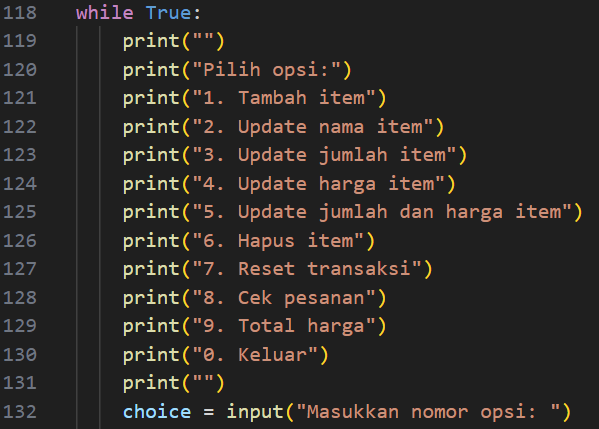 118 while True:
119 print("")
120 print("Pilih opsi:")
121 print("1. Tambah item")
122 print("2. Update nama item")
123 print("3. Update jumlah item")
124 print("4. Update harga item")
125 print("5. Update jumlah dan harga item")
126 print("6. Hapus item")
127 print("7. Reset transaksi")
128 print("8. Cek pesanan")
129 print("9. Total harga")
130 print("0. Keluar")
131 print("")
132 choice = input("Masukkan nomor opsi: ")